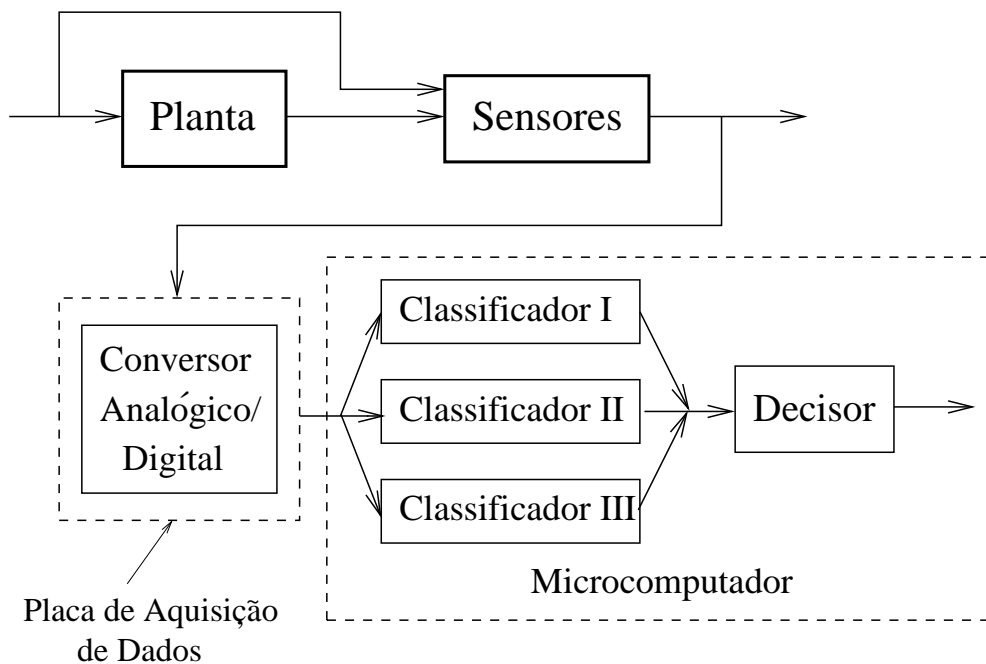 Planta
Sensores
Conversor
Analógico/
Digital
Classificador I
Classificador II
Classificador III
Decisor
Microcomputador
Placa de Aquisição
de Dados